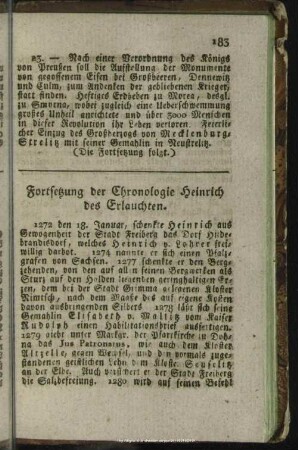 183
23. — Nach einer Verordnung des Königs
von Preußen soll die Aufstellung der Monumente
von gegossenem Eisen bei Großbeeren, Dennewitz
und Culm, zum Andenken der gebliebenen Krieger,
statt finden. Heftiges Erdbeben zu Morea, desgl.
zu Smyrna, wobei zugleich eine Ueberschwemmung
großes Unheil anrichtete und über 3000 Menschen
in dieser Revolution ihr Leben verloren. Feierli-
cher Einzug des Großherzogs von Mecklenburg-
Strelitz mit seiner Gemahlin in Neustrelitz.
(Die Fortsetzung folgt.)
Fortsetzung der Chronologie Heinrich
des Erlauchten.
1272 den 18. Januar, schenkte Heinrich aus
Gewogenheit der Stadt Freiberg das Dorf Hilde-
brandsdorf, welches Heinrich v. Lohrer frei-
willig darbot. 1274 nannte er sich einen Pfalz-
grafen von Sachsen. 1277 schenkte er den Berg-
zehenden, von den auf allen seinen Bergwerken als
Sturz auf den Halden liegenden geringhaltigen Er-
zen, dem bei der Stadt Grimma gelegenen Kloster
Nimtsch, nach dem Maaße des auf eigene Kosten
davon auszubringenden Silbers. 1278 läßt sich seine
Gemahlin Elisabeth v. Maltitz vom Kaiser
Rudolph einen Habilitationsbrief ausfertigen.
1279 giebt unter Markgr. der Pfarrkirche in Doh-
na das Jus Patronatus, wie auch dem Kloster
Altzelle, gegen Wechsel, und den vormals zuge-
standenen geistlichen Lehn dem Kloster Seuselitz
an der Elbe. Auch versichert er der Stadt Freiberg
die Salzbefreiung. 1280 wird auf seinen Befehl